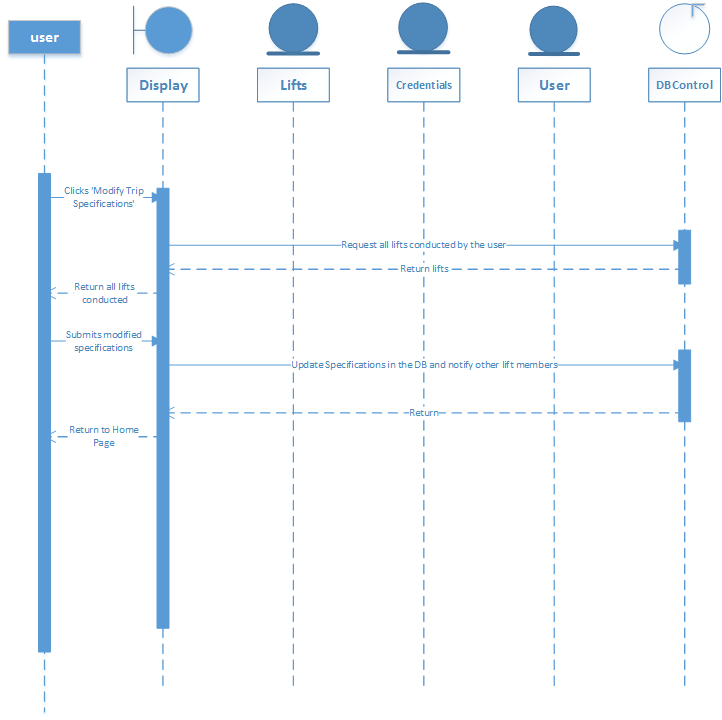 user
Display
Lifts
Credentials
User
DBControl
Clicks 'Modify Trip
Specifications'
Request all lifts conducted by the user
Return lifts
Return all lifts
conducted
Submits modified
specifications
Update Specifications in the DB and notify other lift members
Return
Return to Home
Page